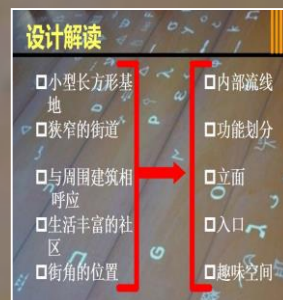 设计解读
□小型长方形基
地
□狭窄的街道
□与周围建筑相
呼应
□生活丰富的社
区
□街角的位置
□内部流线
□功能划分
□立面
□入口
□趣味空间